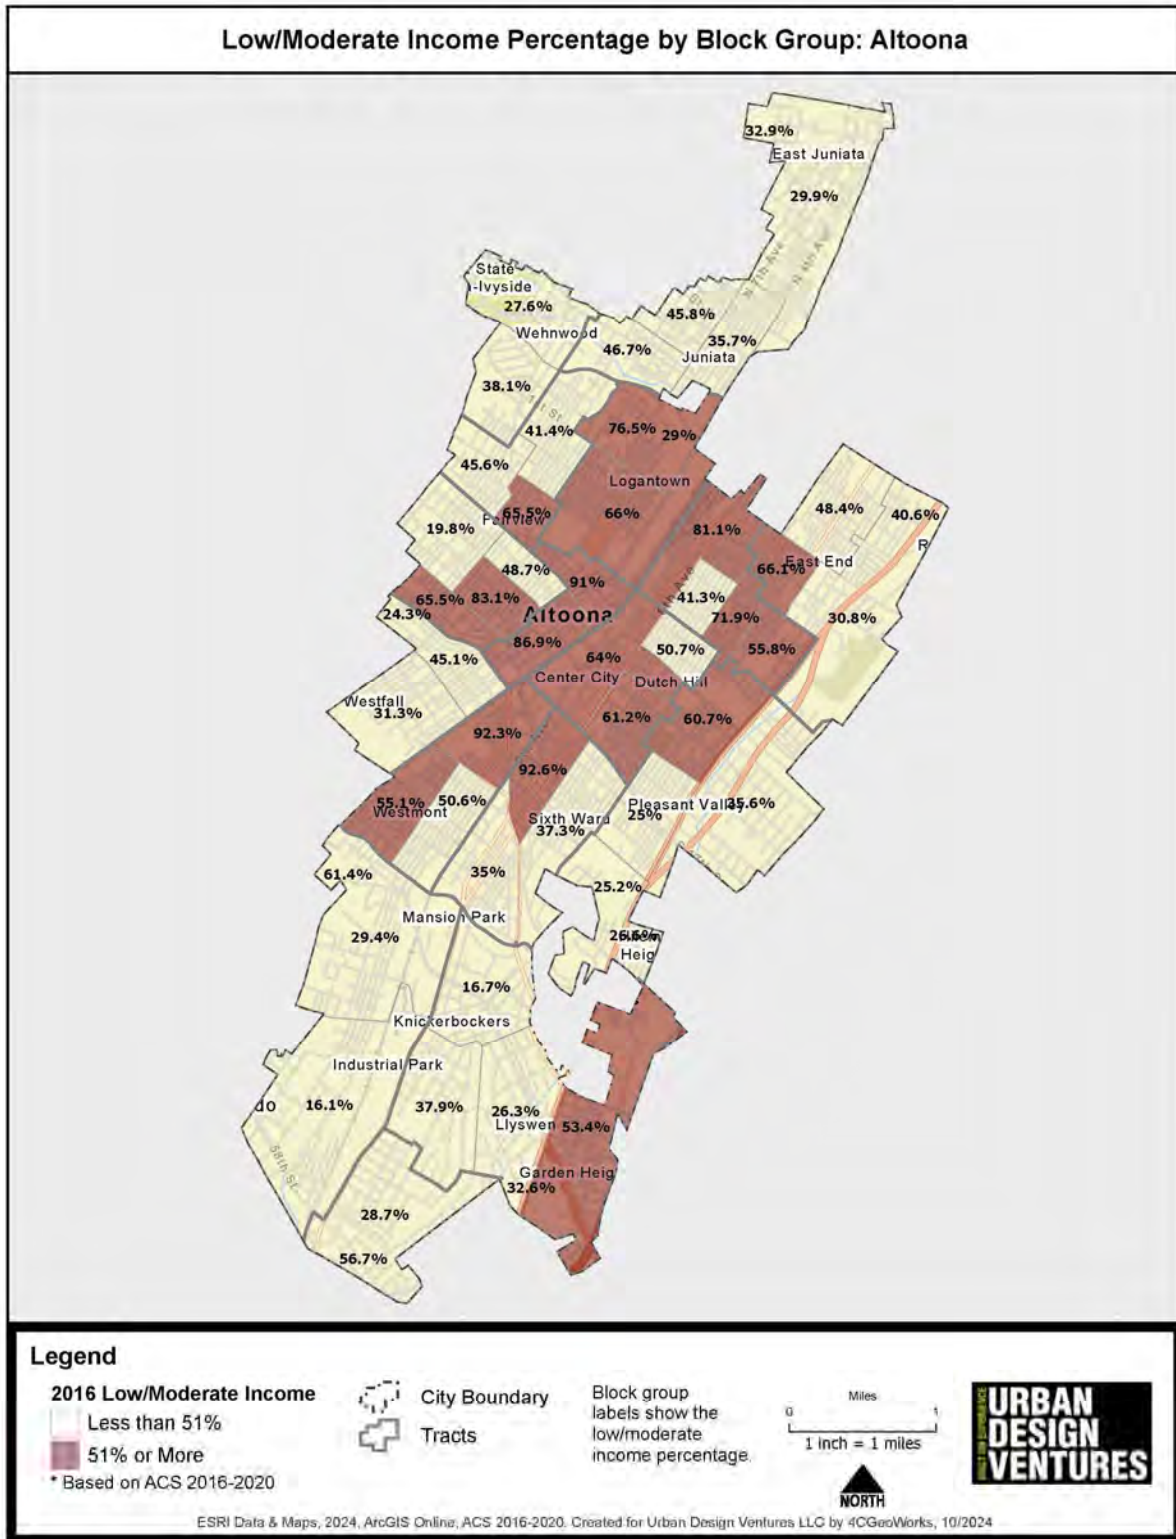 Low/Moderate Income Percentage by Block Group: Altoona
32.9%
East Juniata
29.9%
N 7th Ave
N 4th A
State
-Ivyside
27.6%
Wehnwood
45.8%
35.7%
46.7%
Juniata
38.1%
41.4%
76.5%
29%
45.6%
Logantown
65.5%
Fairview
66%
19.8%
81.1%
48.4%
40.6%
R
East End
66.1%
48.7%
91%
83.1%
65.5%
24.3%
41.3%
71.9%
30.8%
Altoona
86.9%
64%
50.7%
55.8%
45.1%
Center City
Dutch Hill
Westfall
31.3%
61.2%
60.7%
92.3%
92.6%
55.1%
50.6%
Westmont
Pleasant Valley
35.6%
25%
Sixth Ward
37.3%
61.4%
35%
25.2%
Mansion Park
29.4%
26.6%
Heig
16.7%
Knickerbockers
Industrial Park
do
16.1%
37.9%
26.3%
Llyswen
53.4%
58th St
Garden Heig
32.6%
28.7%
56.7%
Legend
2016 Low/Moderate Income
Less than 51%
51% or More
* Based on ACS 2016-2020
City Boundary
Tracts
Block group
labels show the
low/moderate
income percentage.
Miles
0 1
1 inch = 1 miles
NORTH
URBAN
DESIGN
VENTURES
ESRI Data & Maps, 2024, ArcGIS Online, ACS 2016-2020. Created for Urban Design Ventures LLC by 4CGeoWorks, 10/2024